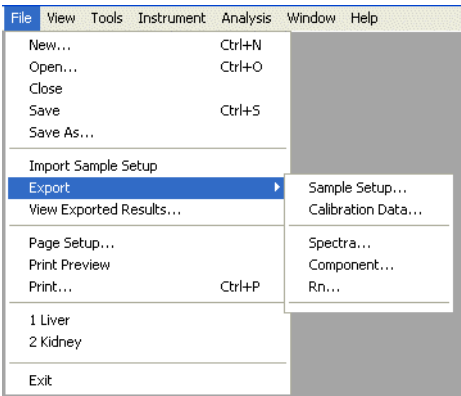 File View Tools Instrument Analysis Window Help
New... Ctrl+N
Open... Ctrl+O
Close
Save Ctrl+S
Save As...
Import Sample Setup
Export
View Exported Results...
Page Setup...
Print Preview
Print... Ctrl+P
1 Liver
2 Kidney
Exit
Sample Setup...
Calibration Data...
Spectra...
Component...
Rn...